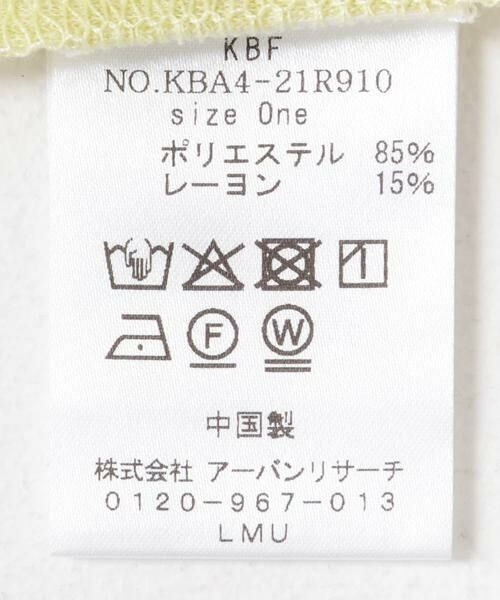 KBF
NO.KBA4-21R910
size One
ポリエステル 85%
レーヨン 15%
F W
中国製
株式会社 アーバンリサーチ
0120-967-013
LMU